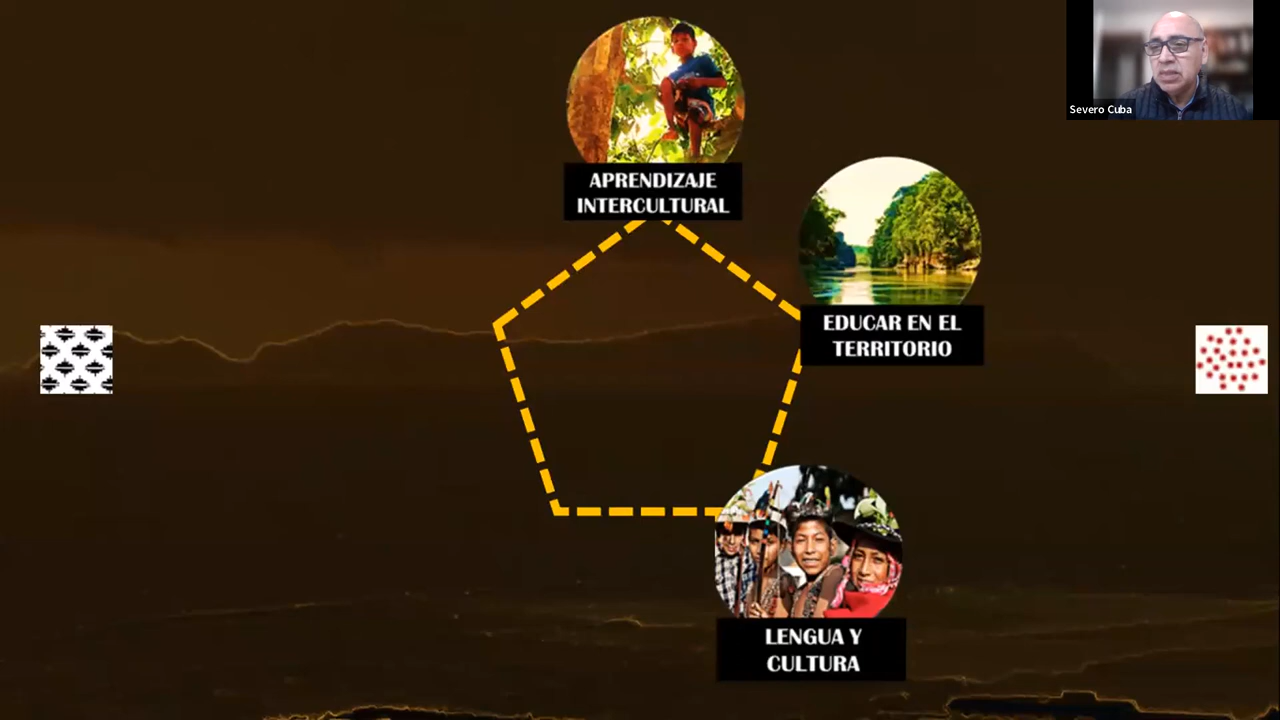 Severo Cuba
APRENDIZAJE
INTERCULTURAL
EDUCAR EN EL
TERRITORIO
LENGUA Y
CULTURA